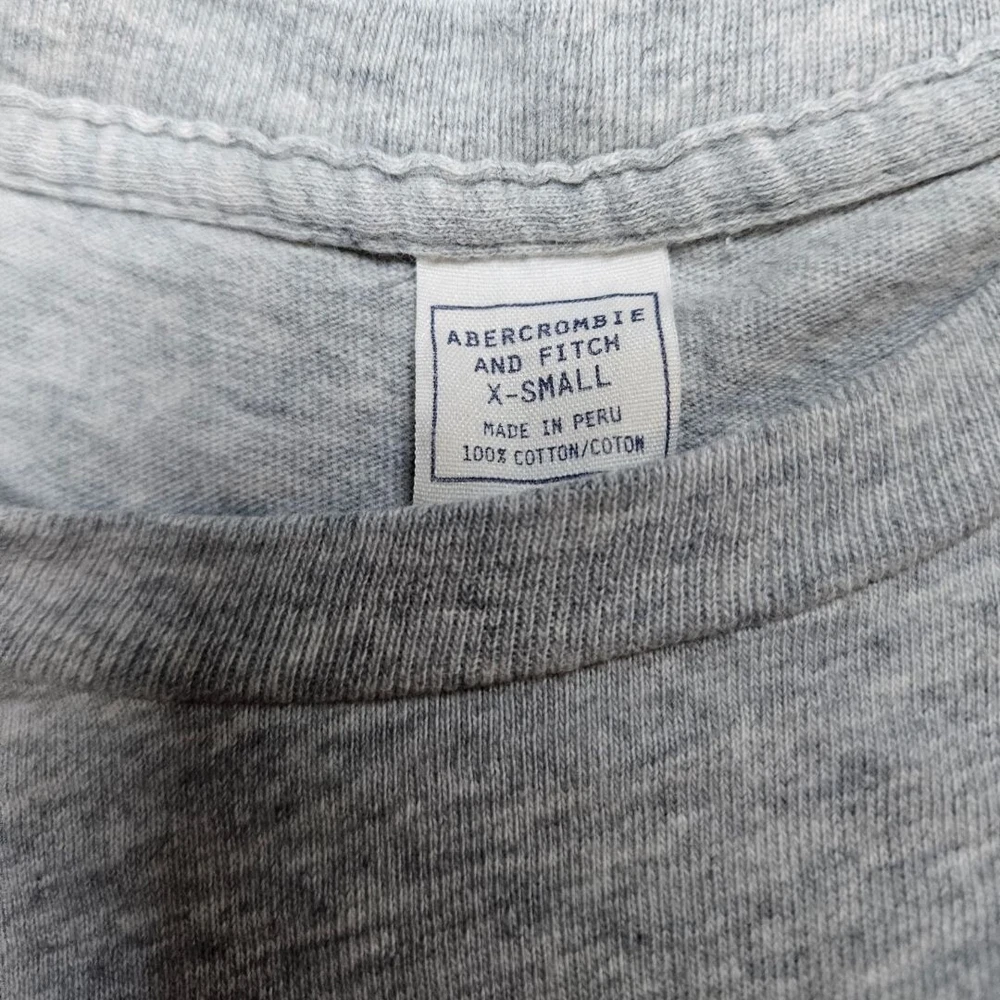 ABERCROMBIE
AND FITCH
X-SMALL
MADE IN PERU
100% COTTON/COTON